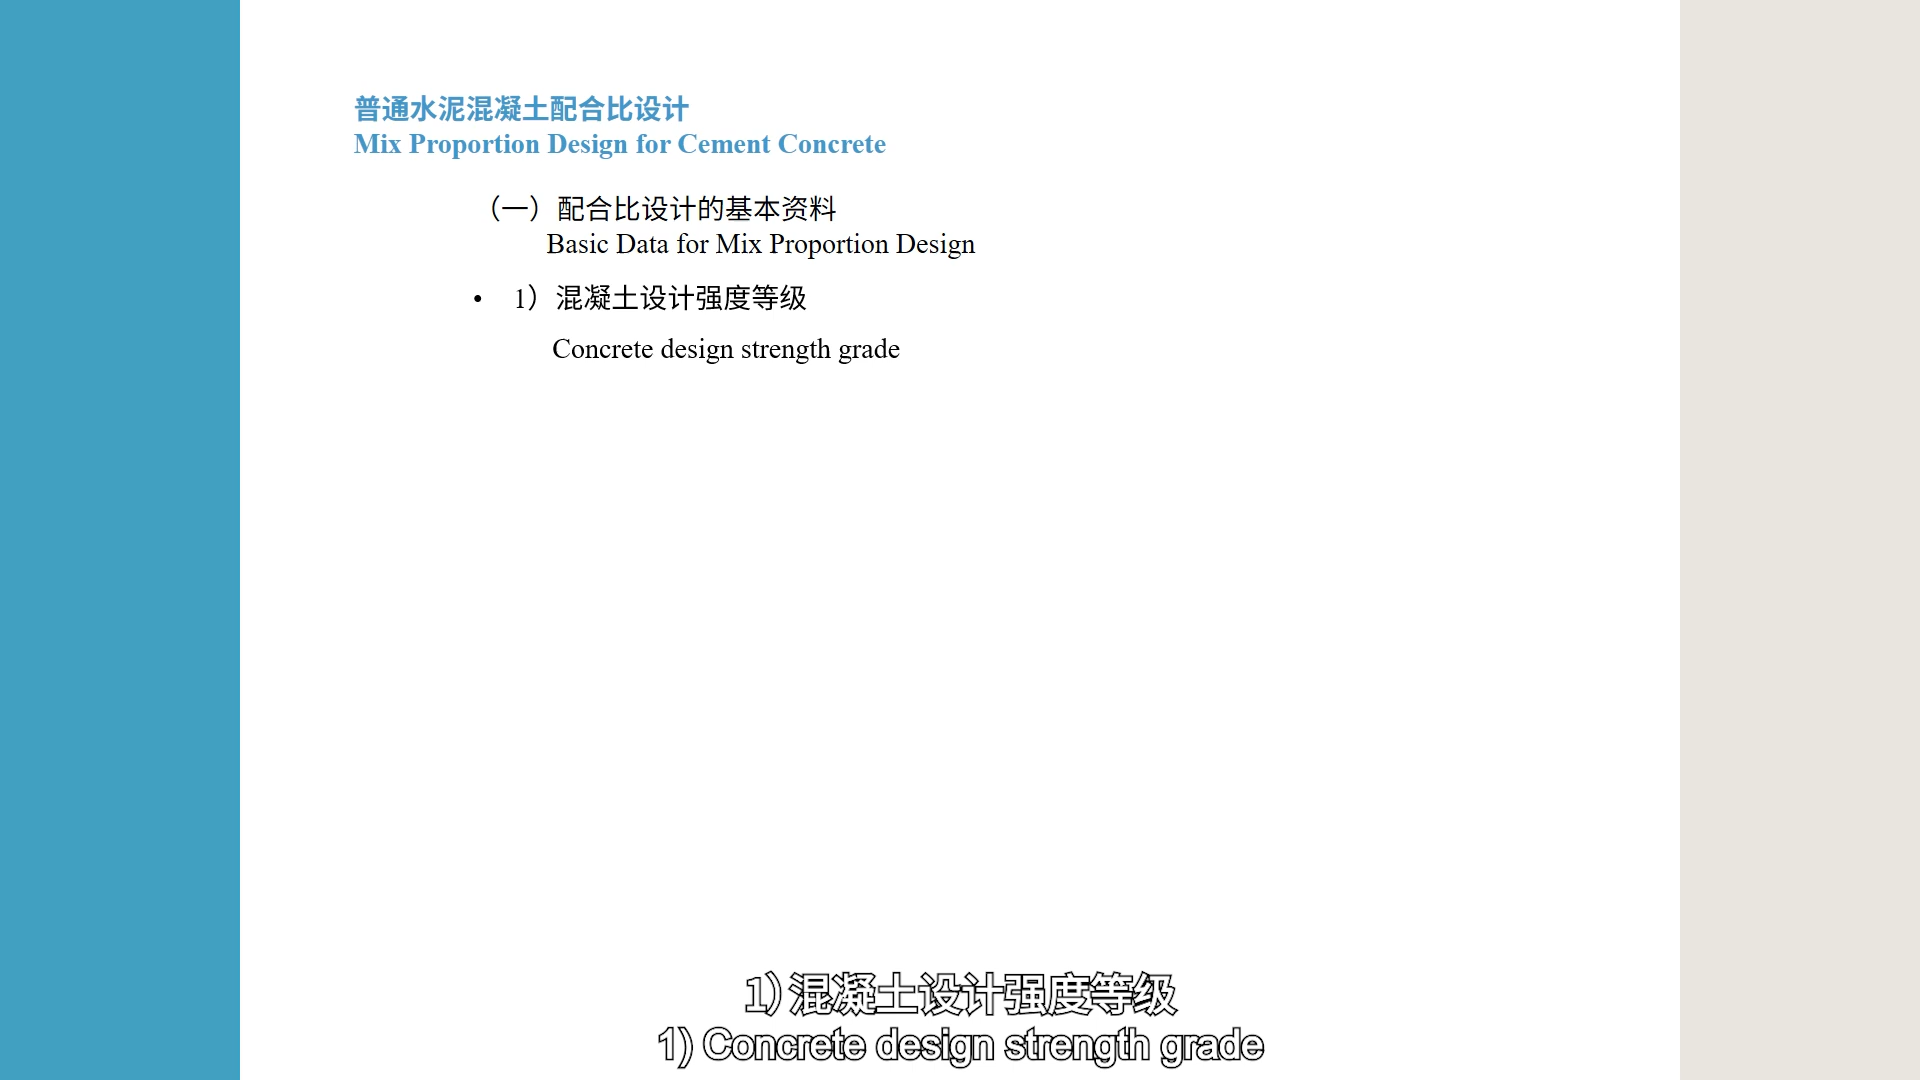 普通水泥混凝土配合比设计
Mix Proportion Design for Cement Concrete
（一）配合比设计的基本资料
Basic Data for Mix Proportion Design
• 1）混凝土设计强度等级
Concrete design strength grade
1) 混凝土设计强度等级
1) Concrete design strength grade